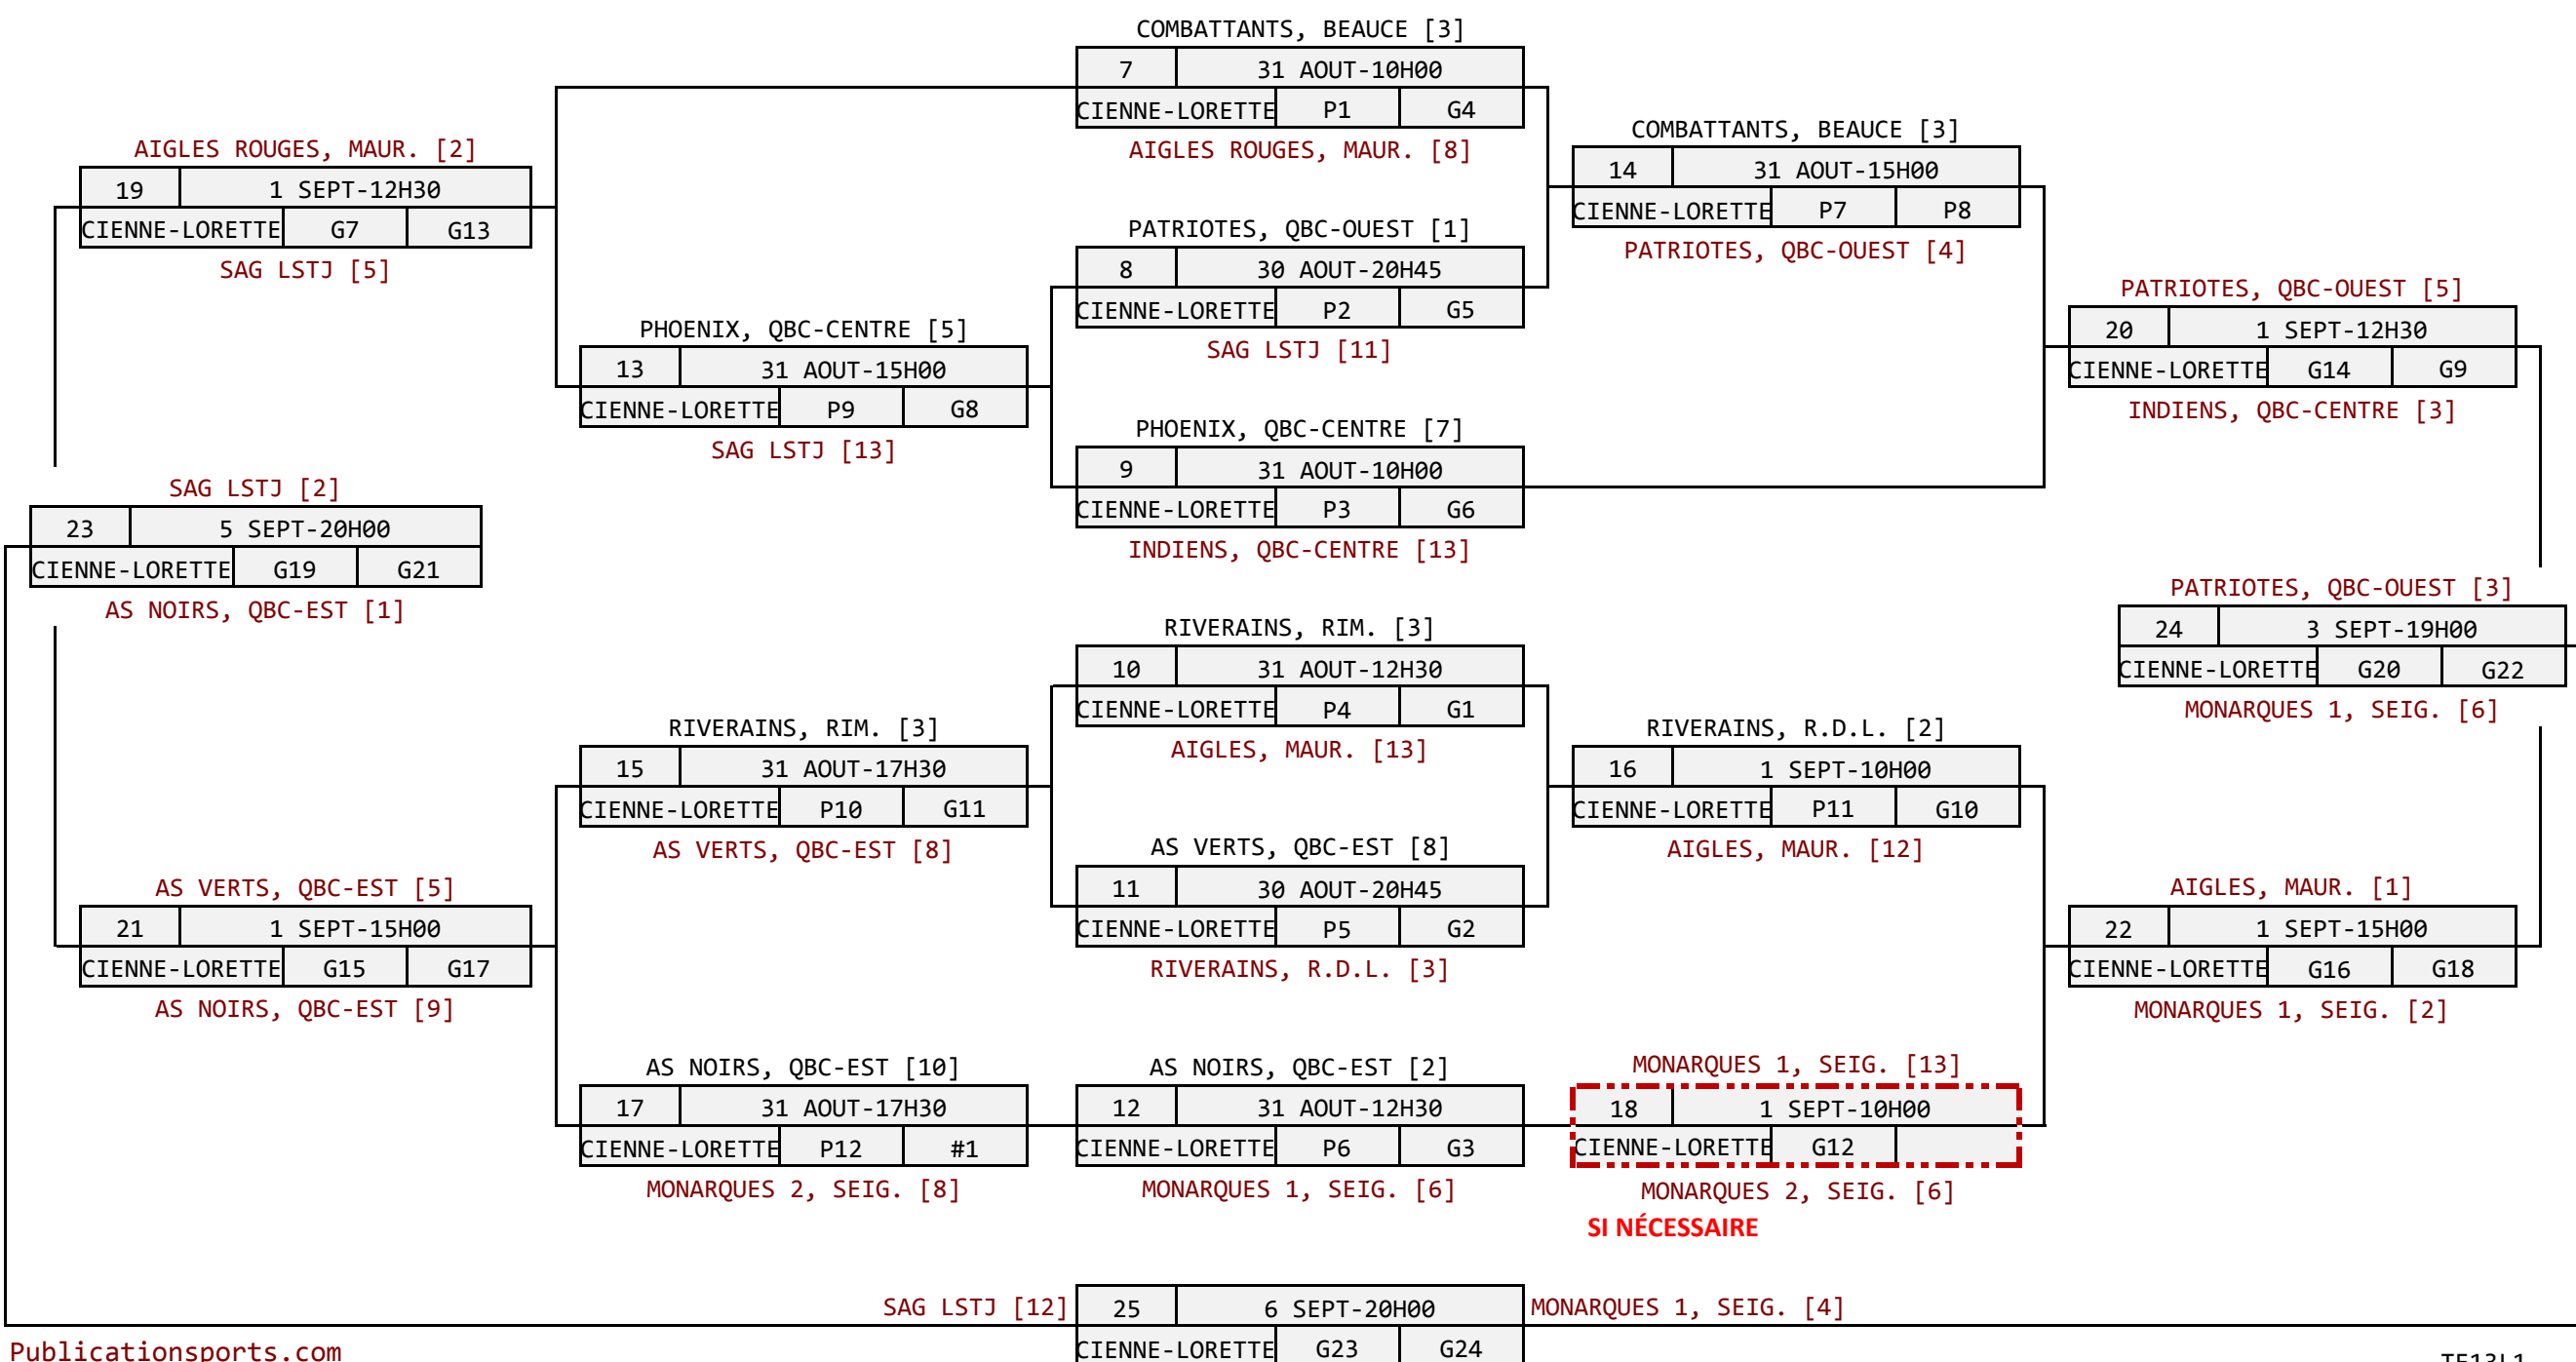 COMBATTANTS, BEAUCE [3]
7 31 AOUT-10H00
CIENNE-LORETTE P1 G4
AIGLES ROUGES, MAUR. [8]
AIGLES ROUGES, MAUR. [2]
19 1 SEPT-12H30
CIENNE-LORETTE G7 G13
SAG LSTJ [5]
COMBATTANTS, BEAUCE [3]
14 31 AOUT-15H00
CIENNE-LORETTE P7 P8
PATRIOTES, QBC-OUEST [4]
PATRIOTES, QBC-OUEST [1]
8 30 AOUT-20H45
CIENNE-LORETTE P2 G5
SAG LSTJ [11]
PHOENIX, QBC-CENTRE [5]
13 31 AOUT-15H00
CIENNE-LORETTE P9 G8
SAG LSTJ [13]
PATRIOTES, QBC-OUEST [5]
20 1 SEPT-12H30
CIENNE-LORETTE G14 G9
INDIENS, QBC-CENTRE [3]
PHOENIX, QBC-CENTRE [7]
9 31 AOUT-10H00
CIENNE-LORETTE P3 G6
INDIENS, QBC-CENTRE [13]
SAG LSTJ [2]
23 5 SEPT-20H00
CIENNE-LORETTE G19 G21
AS NOIRS, QBC-EST [1]
PATRIOTES, QBC-OUEST [3]
24 3 SEPT-19H00
CIENNE-LORETTE G20 G22
MONARQUES 1, SEIG. [6]
RIVERAINS, RIM. [3]
10 31 AOUT-12H30
CIENNE-LORETTE P4 G1
AIGLES, MAUR. [13]
RIVERAINS, RIM. [3]
15 31 AOUT-17H30
CIENNE-LORETTE P10 G11
AS VERTS, QBC-EST [8]
RIVERAINS, R.D.L. [2]
16 1 SEPT-10H00
CIENNE-LORETTE P11 G10
AIGLES, MAUR. [12]
AS VERTS, QBC-EST [8]
11 30 AOUT-20H45
CIENNE-LORETTE P5 G2
RIVERAINS, R.D.L. [3]
AS VERTS, QBC-EST [5]
21 1 SEPT-15H00
CIENNE-LORETTE G15 G17
AS NOIRS, QBC-EST [9]
AIGLES, MAUR. [1]
22 1 SEPT-15H00
CIENNE-LORETTE G16 G18
MONARQUES 1, SEIG. [2]
AS NOIRS, QBC-EST [10]
17 31 AOUT-17H30
CIENNE-LORETTE P12 #1
MONARQUES 2, SEIG. [8]
AS NOIRS, QBC-EST [2]
12 31 AOUT-12H30
CIENNE-LORETTE P6 G3
MONARQUES 1, SEIG. [6]
MONARQUES 1, SEIG. [13]
18 1 SEPT-10H00
CIENNE-LORETTE G12
MONARQUES 2, SEIG. [6]
SI NÉCESSAIRE
SAG LSTJ [12] 25 6 SEPT-20H00 MONARQUES 1, SEIG. [4]
CIENNE-LORETTE G23 G24
Publicationsports.com